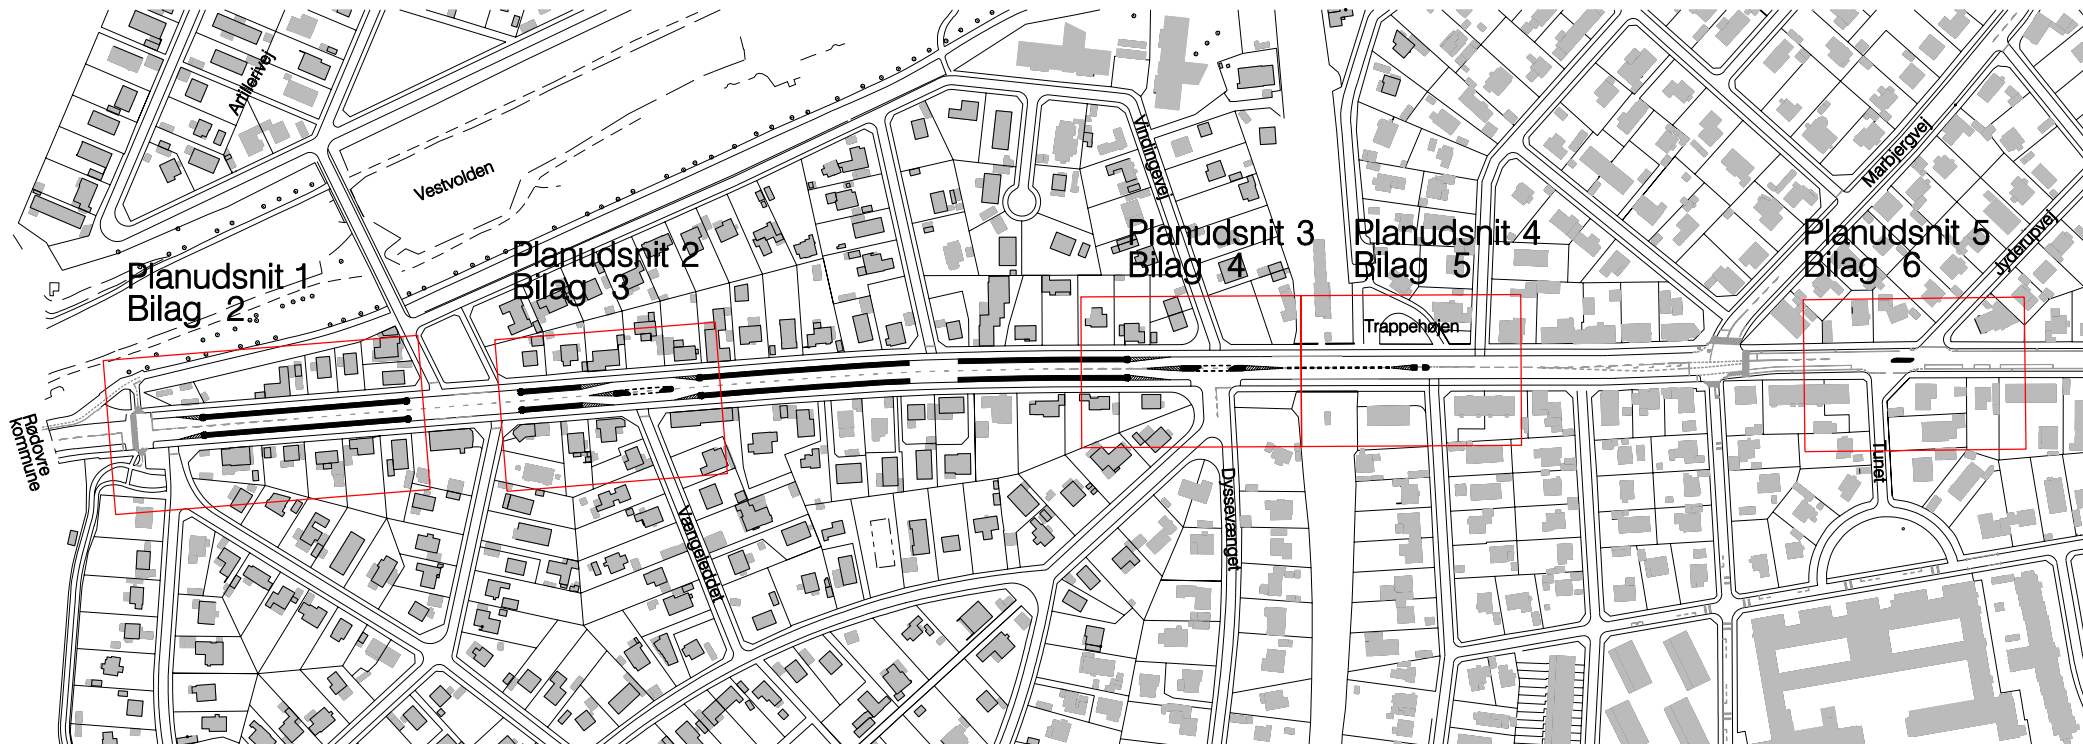 Artillerivej
Vestvolden
Vindingevej
Marbjergvej
Jyderupvej
Planudsnit 1
Bilag 2
Planudsnit 2
Bilag 3
Planudsnit 3
Bilag 4
Planudsnit 4
Bilag 5
Planudsnit 5
Bilag 6
Trappehøjen
Rødovre
kommune
Vængeleddet
Dyssevænget
Tunet